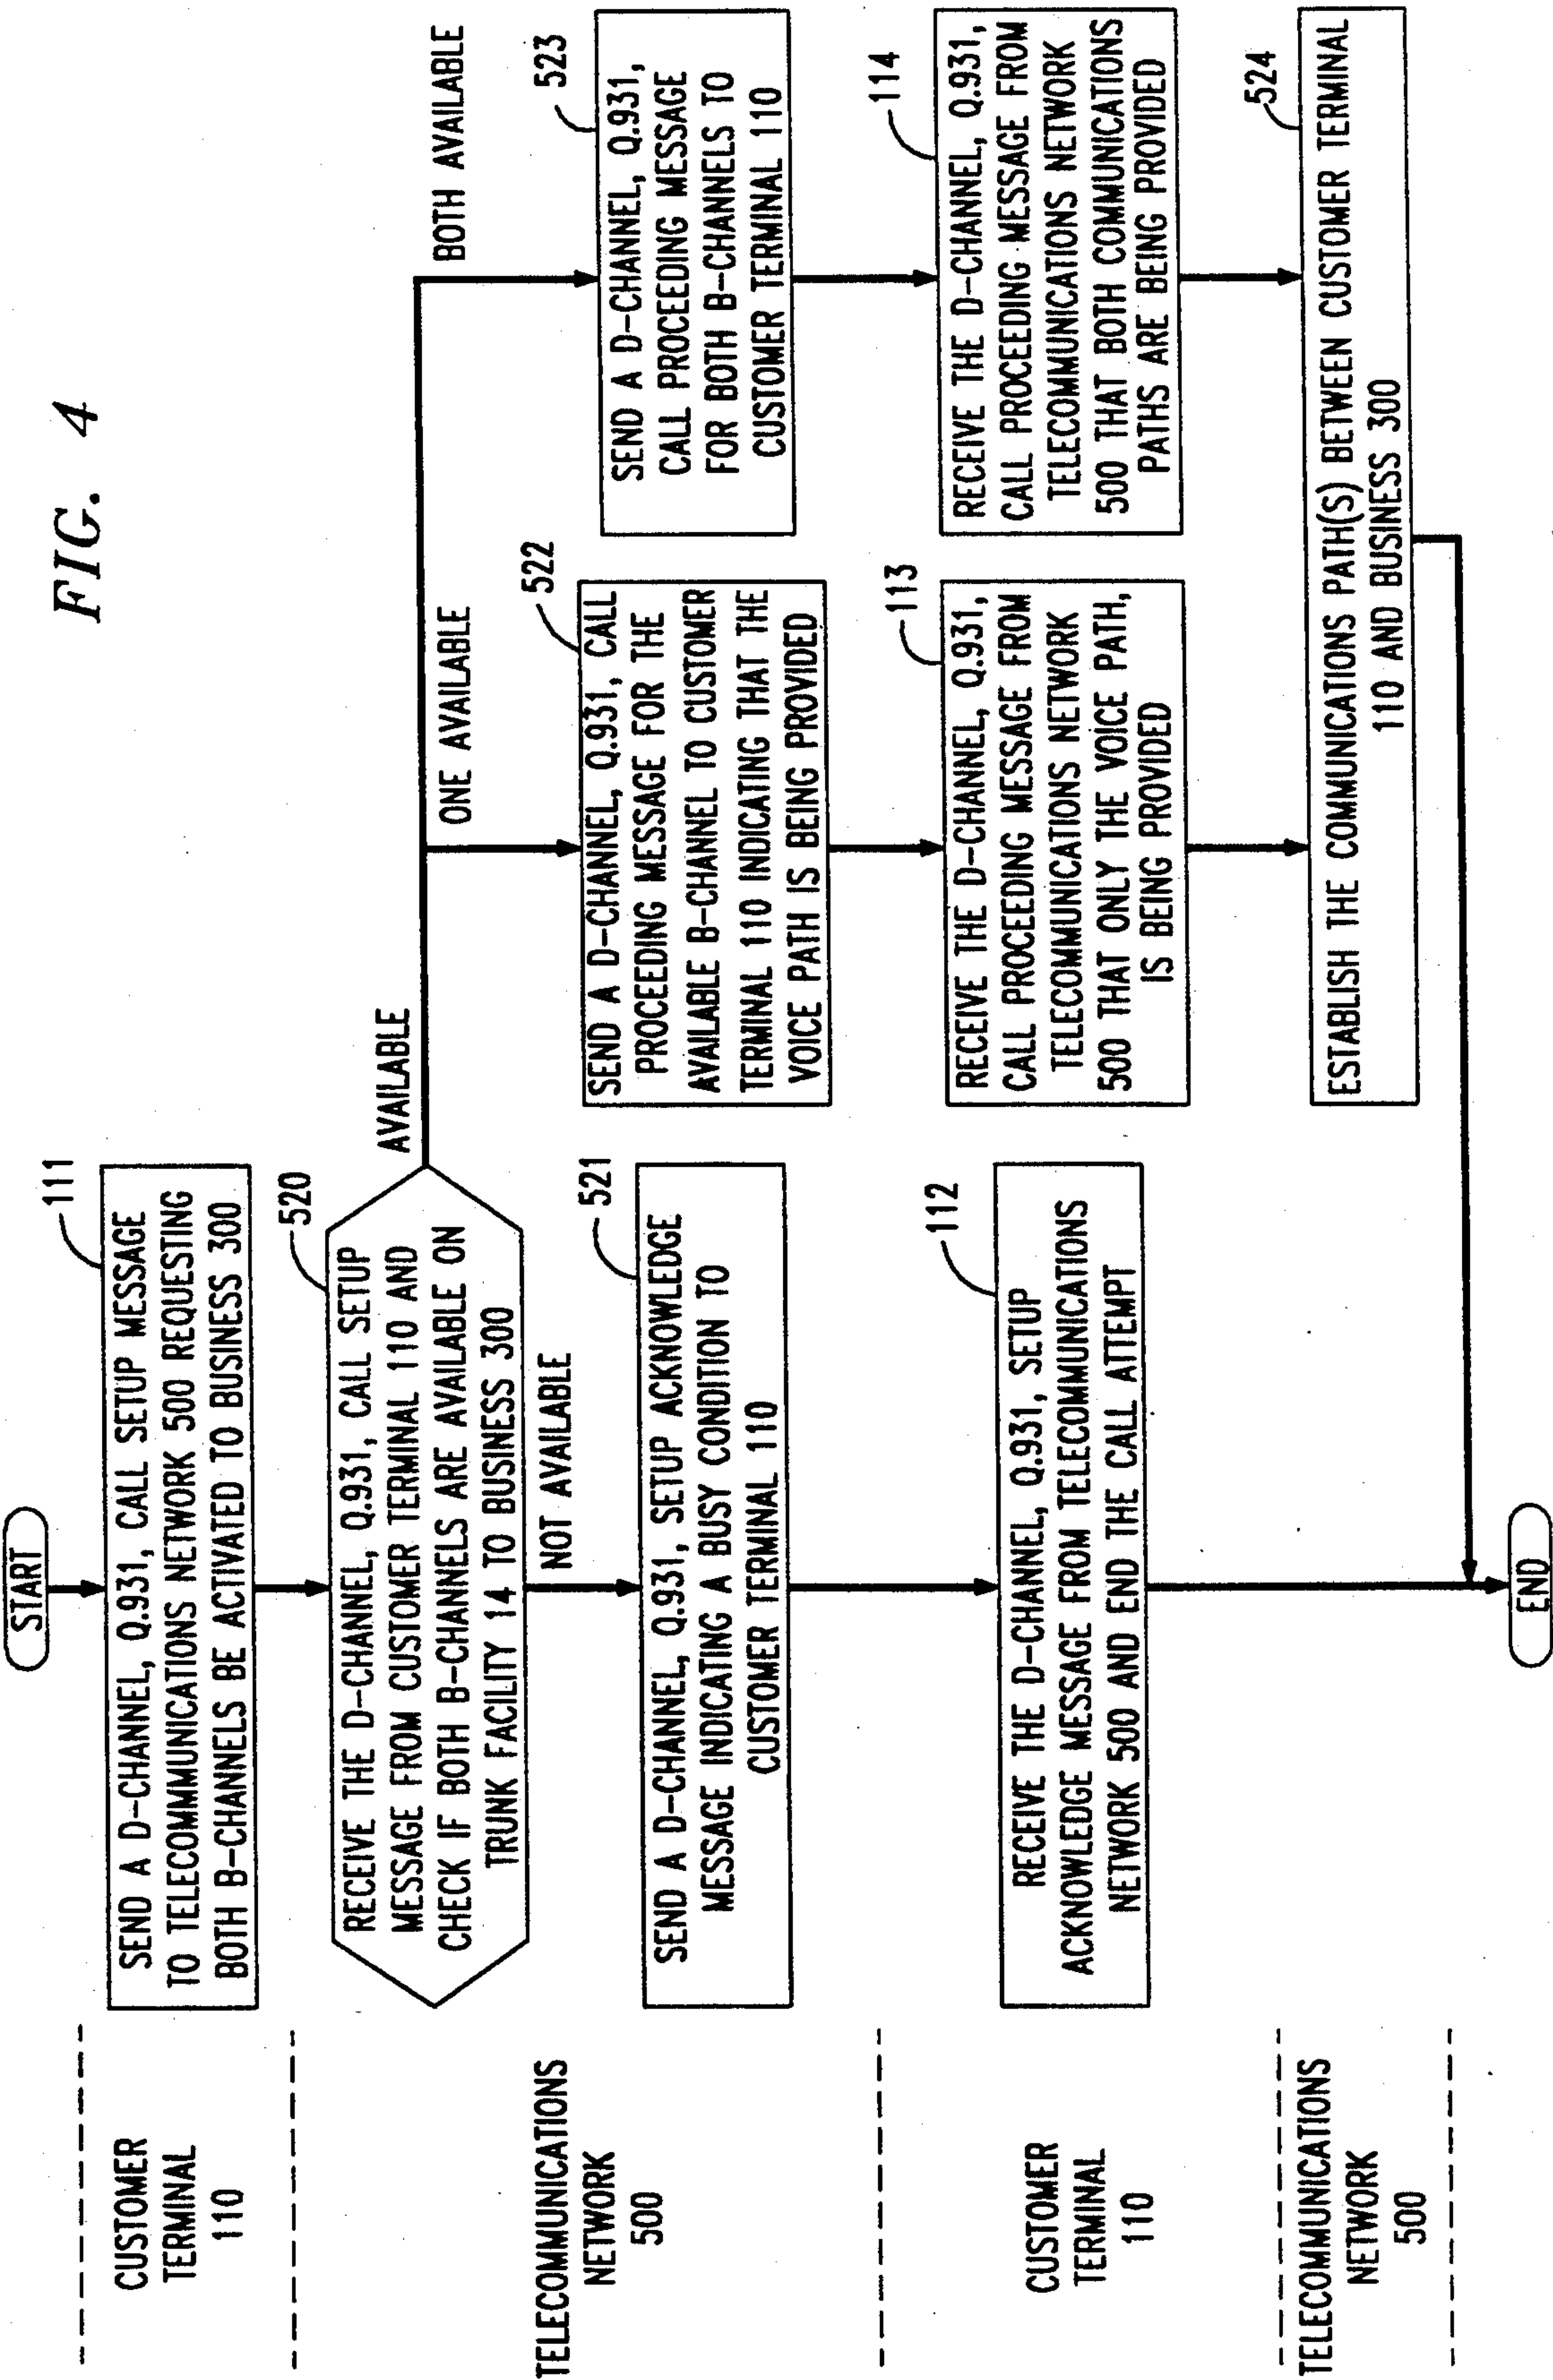 FIG. 4
START
111
SEND A D-CHANNEL, Q.931, CALL SETUP MESSAGE
TO TELECOMMUNICATIONS NETWORK 500 REQUESTING
BOTH B-CHANNELS BE ACTIVATED TO BUSINESS 300
CUSTOMER
TERMINAL
110
520
RECEIVE THE D-CHANNEL, Q.931, CALL SETUP
MESSAGE FROM CUSTOMER TERMINAL 110 AND
CHECK IF BOTH B-CHANNELS ARE AVAILABLE ON
TRUNK FACILITY 14 TO BUSINESS 300
AVAILABLE
ONE AVAILABLE
BOTH AVAILABLE
NOT AVAILABLE
TELECOMMUNICATIONS
NETWORK
500
521
SEND A D-CHANNEL, Q.931, SETUP ACKNOWLEDGE
MESSAGE INDICATING A BUSY CONDITION TO
CUSTOMER TERMINAL 110
522
SEND A D-CHANNEL, Q.931, CALL
PROCEEDING MESSAGE FOR THE
AVAILABLE B-CHANNEL TO CUSTOMER
TERMINAL 110 INDICATING THAT THE
VOICE PATH IS BEING PROVIDED
523
SEND A D-CHANNEL, Q.931,
CALL PROCEEDING MESSAGE
FOR BOTH B-CHANNELS TO
CUSTOMER TERMINAL 110
CUSTOMER
TERMINAL
110
112
RECEIVE THE D-CHANNEL, Q.931, SETUP
ACKNOWLEDGE MESSAGE FROM TELECOMMUNICATIONS
NETWORK 500 AND END THE CALL ATTEMPT
113
RECEIVE THE D-CHANNEL, Q.931,
CALL PROCEEDING MESSAGE FROM
TELECOMMUNICATIONS NETWORK
500 THAT ONLY THE VOICE PATH,
IS BEING PROVIDED
114
RECEIVE THE D-CHANNEL, Q.931,
CALL PROCEEDING MESSAGE FROM
TELECOMMUNICATIONS NETWORK
500 THAT BOTH COMMUNICATIONS
PATHS ARE BEING PROVIDED
TELECOMMUNICATIONS
NETWORK
500
524
ESTABLISH THE COMMUNICATIONS PATH(S) BETWEEN CUSTOMER TERMINAL
110 AND BUSINESS 300
END